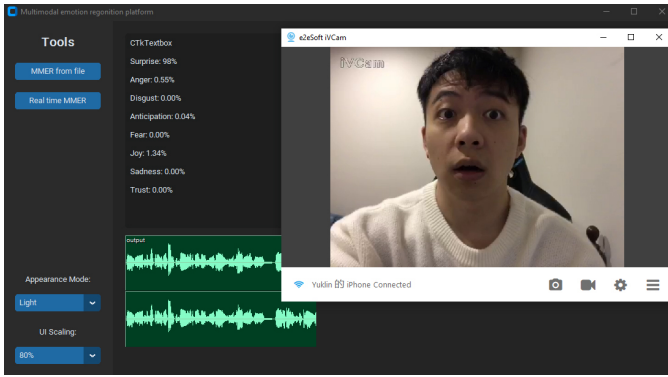 Multimodal emotion regonition platform
Tools
MMER from file
Real time MMER
Appearance Mode:
Light
UI Scaling:
80%
CTkTextbox
Surprise: 98%
Anger: 0.55%
Disgust: 0.00%
Anticipation: 0.04%
Fear: 0.00%
Joy: 1.34%
Sadness: 0.00%
Trust: 0.00%
output
e2eSoft iVCam
iVCam
Yuklin 的 iPhone Connected